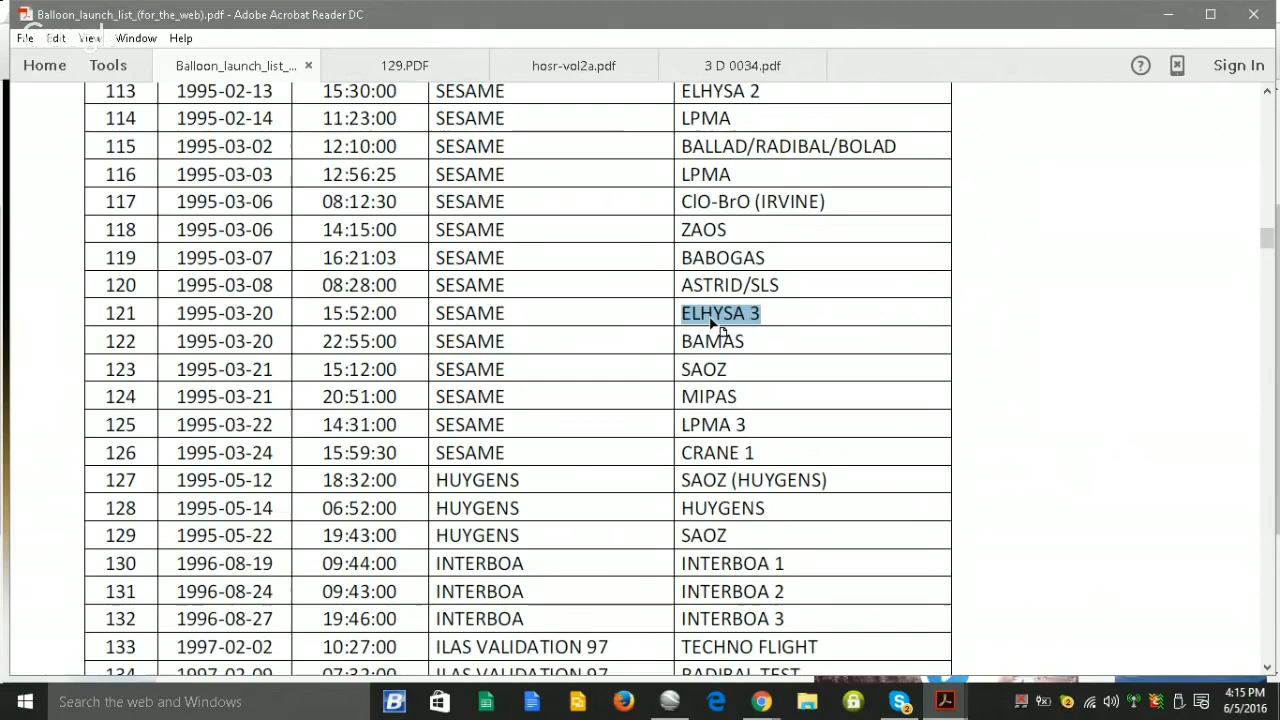 Balloon_launch_list_(for_the_web).pdf - Adobe Acrobat Reader DC
Google
File Edit View Window Help
Home Tools Balloon_launch_list_... × 129.PDF hosr-vol2a.pdf 3 D 0034.pdf ? Sign In
113 1995-02-13 15:30:00 SESAME ELHYSA 2
114 1995-02-14 11:23:00 SESAME LPMA
115 1995-03-02 12:10:00 SESAME BALLAD/RADIBAL/BOLAD
116 1995-03-03 12:56:25 SESAME LPMA
117 1995-03-06 08:12:30 SESAME ClO-BrO (IRVINE)
118 1995-03-06 14:15:00 SESAME ZAOS
119 1995-03-07 16:21:03 SESAME BABOGAS
120 1995-03-08 08:28:00 SESAME ASTRID/SLS
121 1995-03-20 15:52:00 SESAME ELHYSA 3
122 1995-03-20 22:55:00 SESAME BAMAS
123 1995-03-21 15:12:00 SESAME SAOZ
124 1995-03-21 20:51:00 SESAME MIPAS
125 1995-03-22 14:31:00 SESAME LPMA 3
126 1995-03-24 15:59:30 SESAME CRANE 1
127 1995-05-12 18:32:00 HUYGENS SAOZ (HUYGENS)
128 1995-05-14 06:52:00 HUYGENS HUYGENS
129 1995-05-22 19:43:00 HUYGENS SAOZ
130 1996-08-19 09:44:00 INTERBOA INTERBOA 1
131 1996-08-24 09:43:00 INTERBOA INTERBOA 2
132 1996-08-27 19:46:00 INTERBOA INTERBOA 3
133 1997-02-02 10:27:00 ILAS VALIDATION 97 TECHNO FLIGHT
134 1997-02-09 07:32:00 ILAS VALIDATION 97 RADIBAL TEST
Search the web and Windows
4:15 PM
6/5/2016